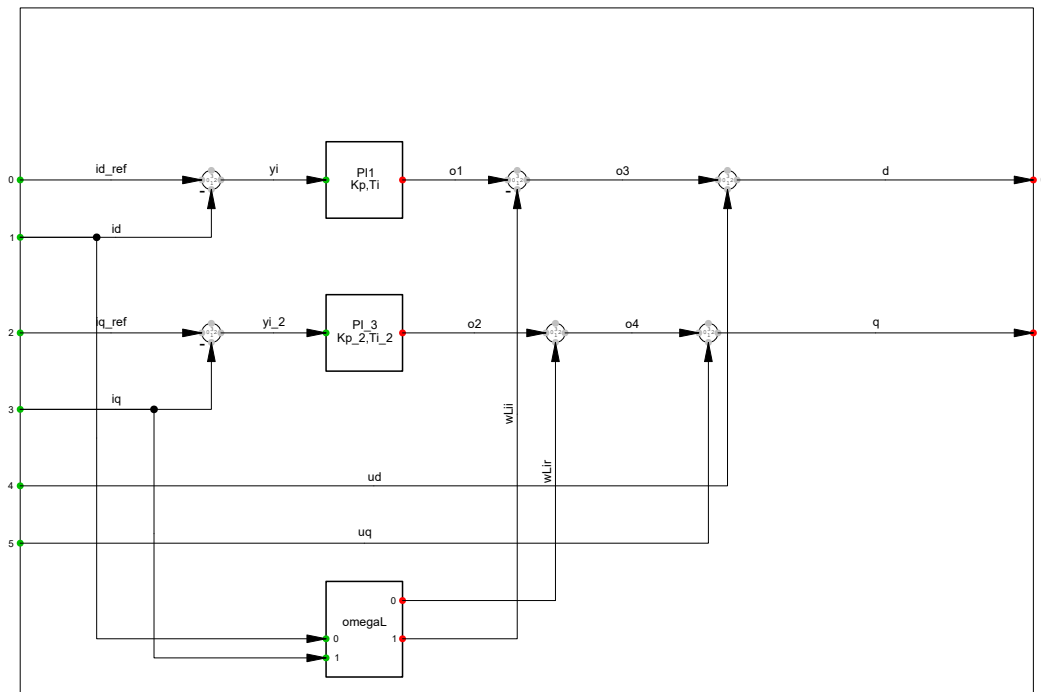 id_ref
yi
PI1
Kp,Ti
o1
o3
d
0
-
-
id
1
iq_ref
yi_2
PI_3
Kp_2,Ti_2
o2
o4
q
2
-
iq
3
wLii
wLir
ud
4
uq
5
0
omegaL
0
1
1